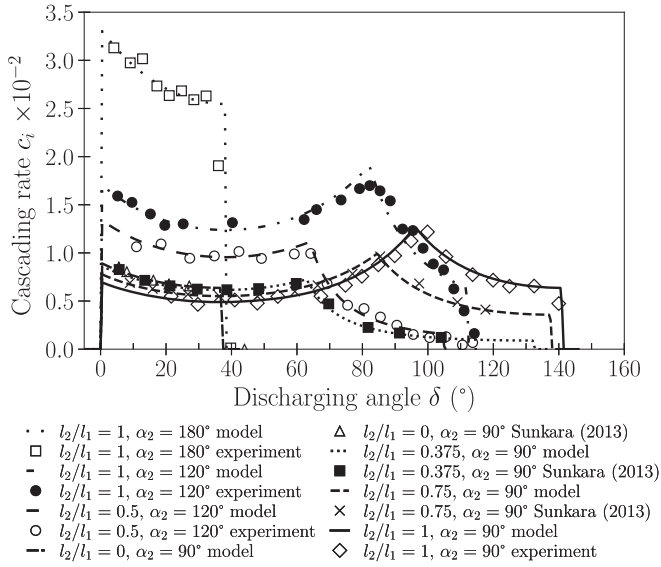 3.5
3.0
2.5
2.0
1.5
1.0
0.5
0.0
Cascading rate c_i ×10⁻²
0 20 40 60 80 100 120 140 160
Discharging angle δ (°)
l₂/l₁ = 1, α₂ = 180° model
l₂/l₁ = 1, α₂ = 180° experiment
l₂/l₁ = 1, α₂ = 120° model
l₂/l₁ = 1, α₂ = 120° experiment
l₂/l₁ = 0.5, α₂ = 120° model
l₂/l₁ = 0.5, α₂ = 120° experiment
l₂/l₁ = 0, α₂ = 90° model
l₂/l₁ = 0, α₂ = 90° Sunkara (2013)
l₂/l₁ = 0.375, α₂ = 90° model
l₂/l₁ = 0.375, α₂ = 90° Sunkara (2013)
l₂/l₁ = 0.75, α₂ = 90° model
l₂/l₁ = 0.75, α₂ = 90° Sunkara (2013)
l₂/l₁ = 1, α₂ = 90° model
l₂/l₁ = 1, α₂ = 90° experiment